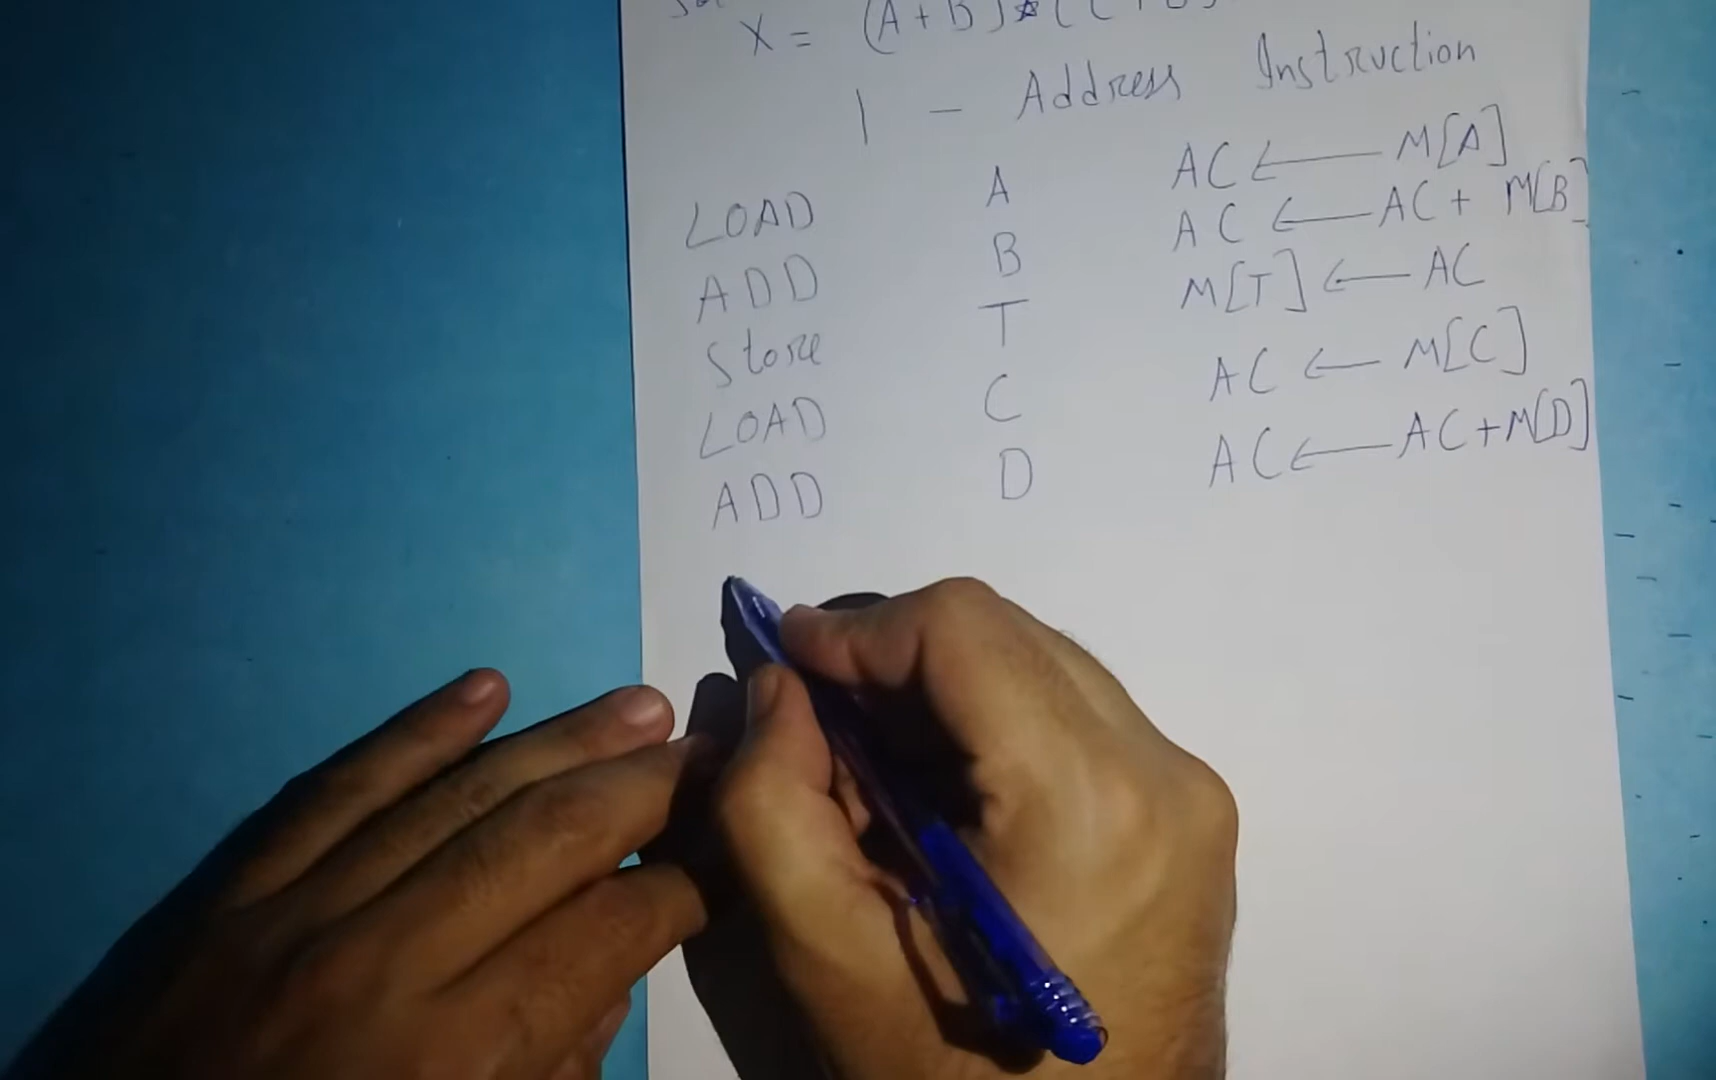 X = (A + B) * ( C + D )
1 - Address Instruction
LOAD A AC ← M[A]
ADD B AC ← AC + M[B]
Store T M[T] ← AC
LOAD C AC ← M[C]
ADD D AC ← AC + M[D]